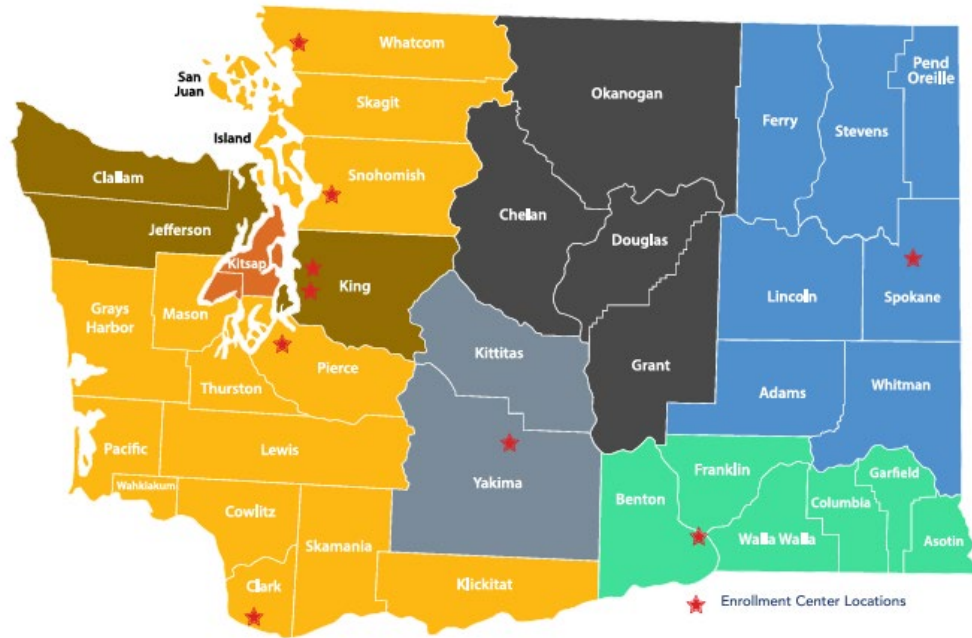 Whatcom
San
Juan
Skagit
Okanogan
Pend
Oreille
Ferry
Stevens
Island
Snohomish
Clallam
Chelan
Jefferson
Douglas
Kitsap
King
Lincoln
Spokane
Grays
Harbor
Mason
Kittitas
Pierce
Grant
Thurston
Adams
Whitman
Pacific
Lewis
Yakima
Franklin
Garfield
Wahkiakum
Benton
Columbia
Cowlitz
Walla Walla
Asotin
Skamania
Clark
Klickitat
Enrollment Center Locations